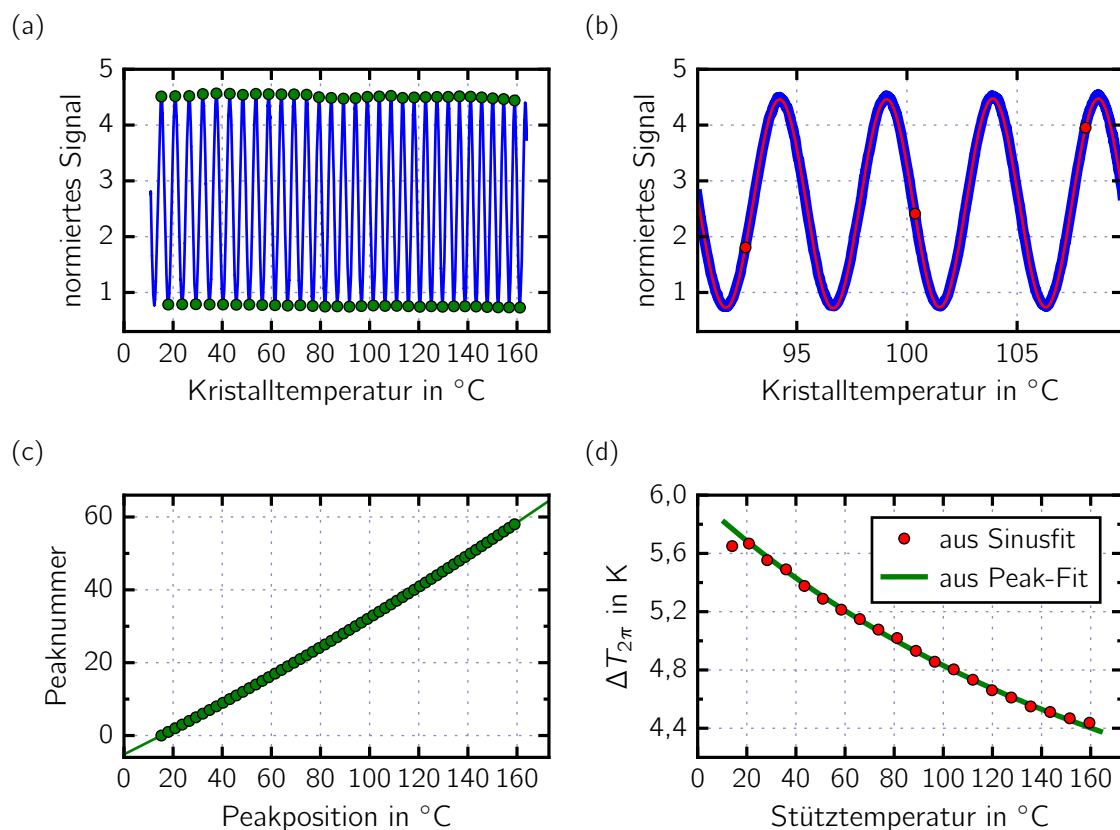 (a)
5
4
3
2
1
normiertes Signal
0 20 40 60 80 100 120 140 160
Kristalltemperatur in °C
(b)
4
3
2
1
normiertes Signal
95 100 105
Kristalltemperatur in °C
(c)
60
40
20
0
Peaknummer
0 20 40 60 80 100 120 140 160
Peakposition in °C
(d)
6,0
5,6
5,2
4,8
4,4
ΔT2π in K
aus Sinusfit
aus Peak-Fit
0 20 40 60 80 100 120 140 160
Stütztemperatur in °C